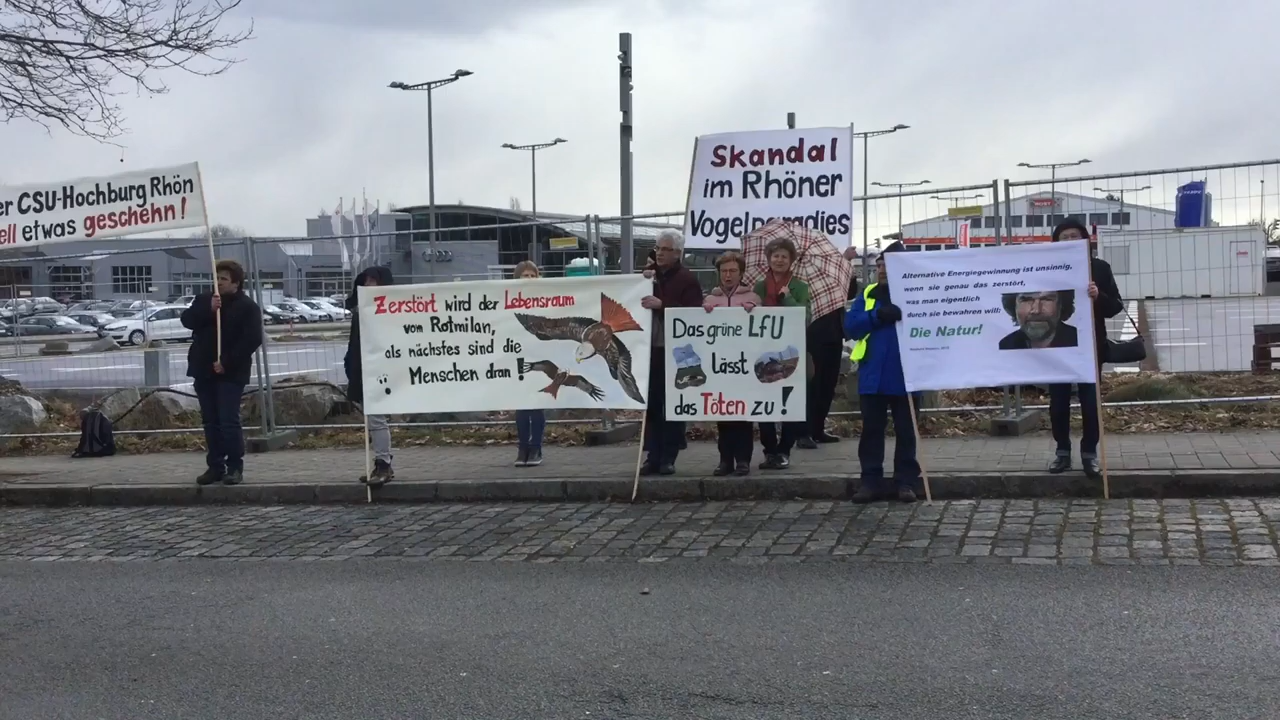 er CSU-Hochburg Rhön
ell etwas geschehn!
Zerstört wird der Lebensraum
von Rotmilan,
als nächstes sind die
Menschen dran!
Skandal
im Rhöner
Vogelparadies
Das grüne LfU
Lässt
das Töten zu!
Alternative Energiegewinnung ist unsinnig,
wenn sie genau das zerstört,
was man eigentlich
durch sie bewahren will:
Die Natur!